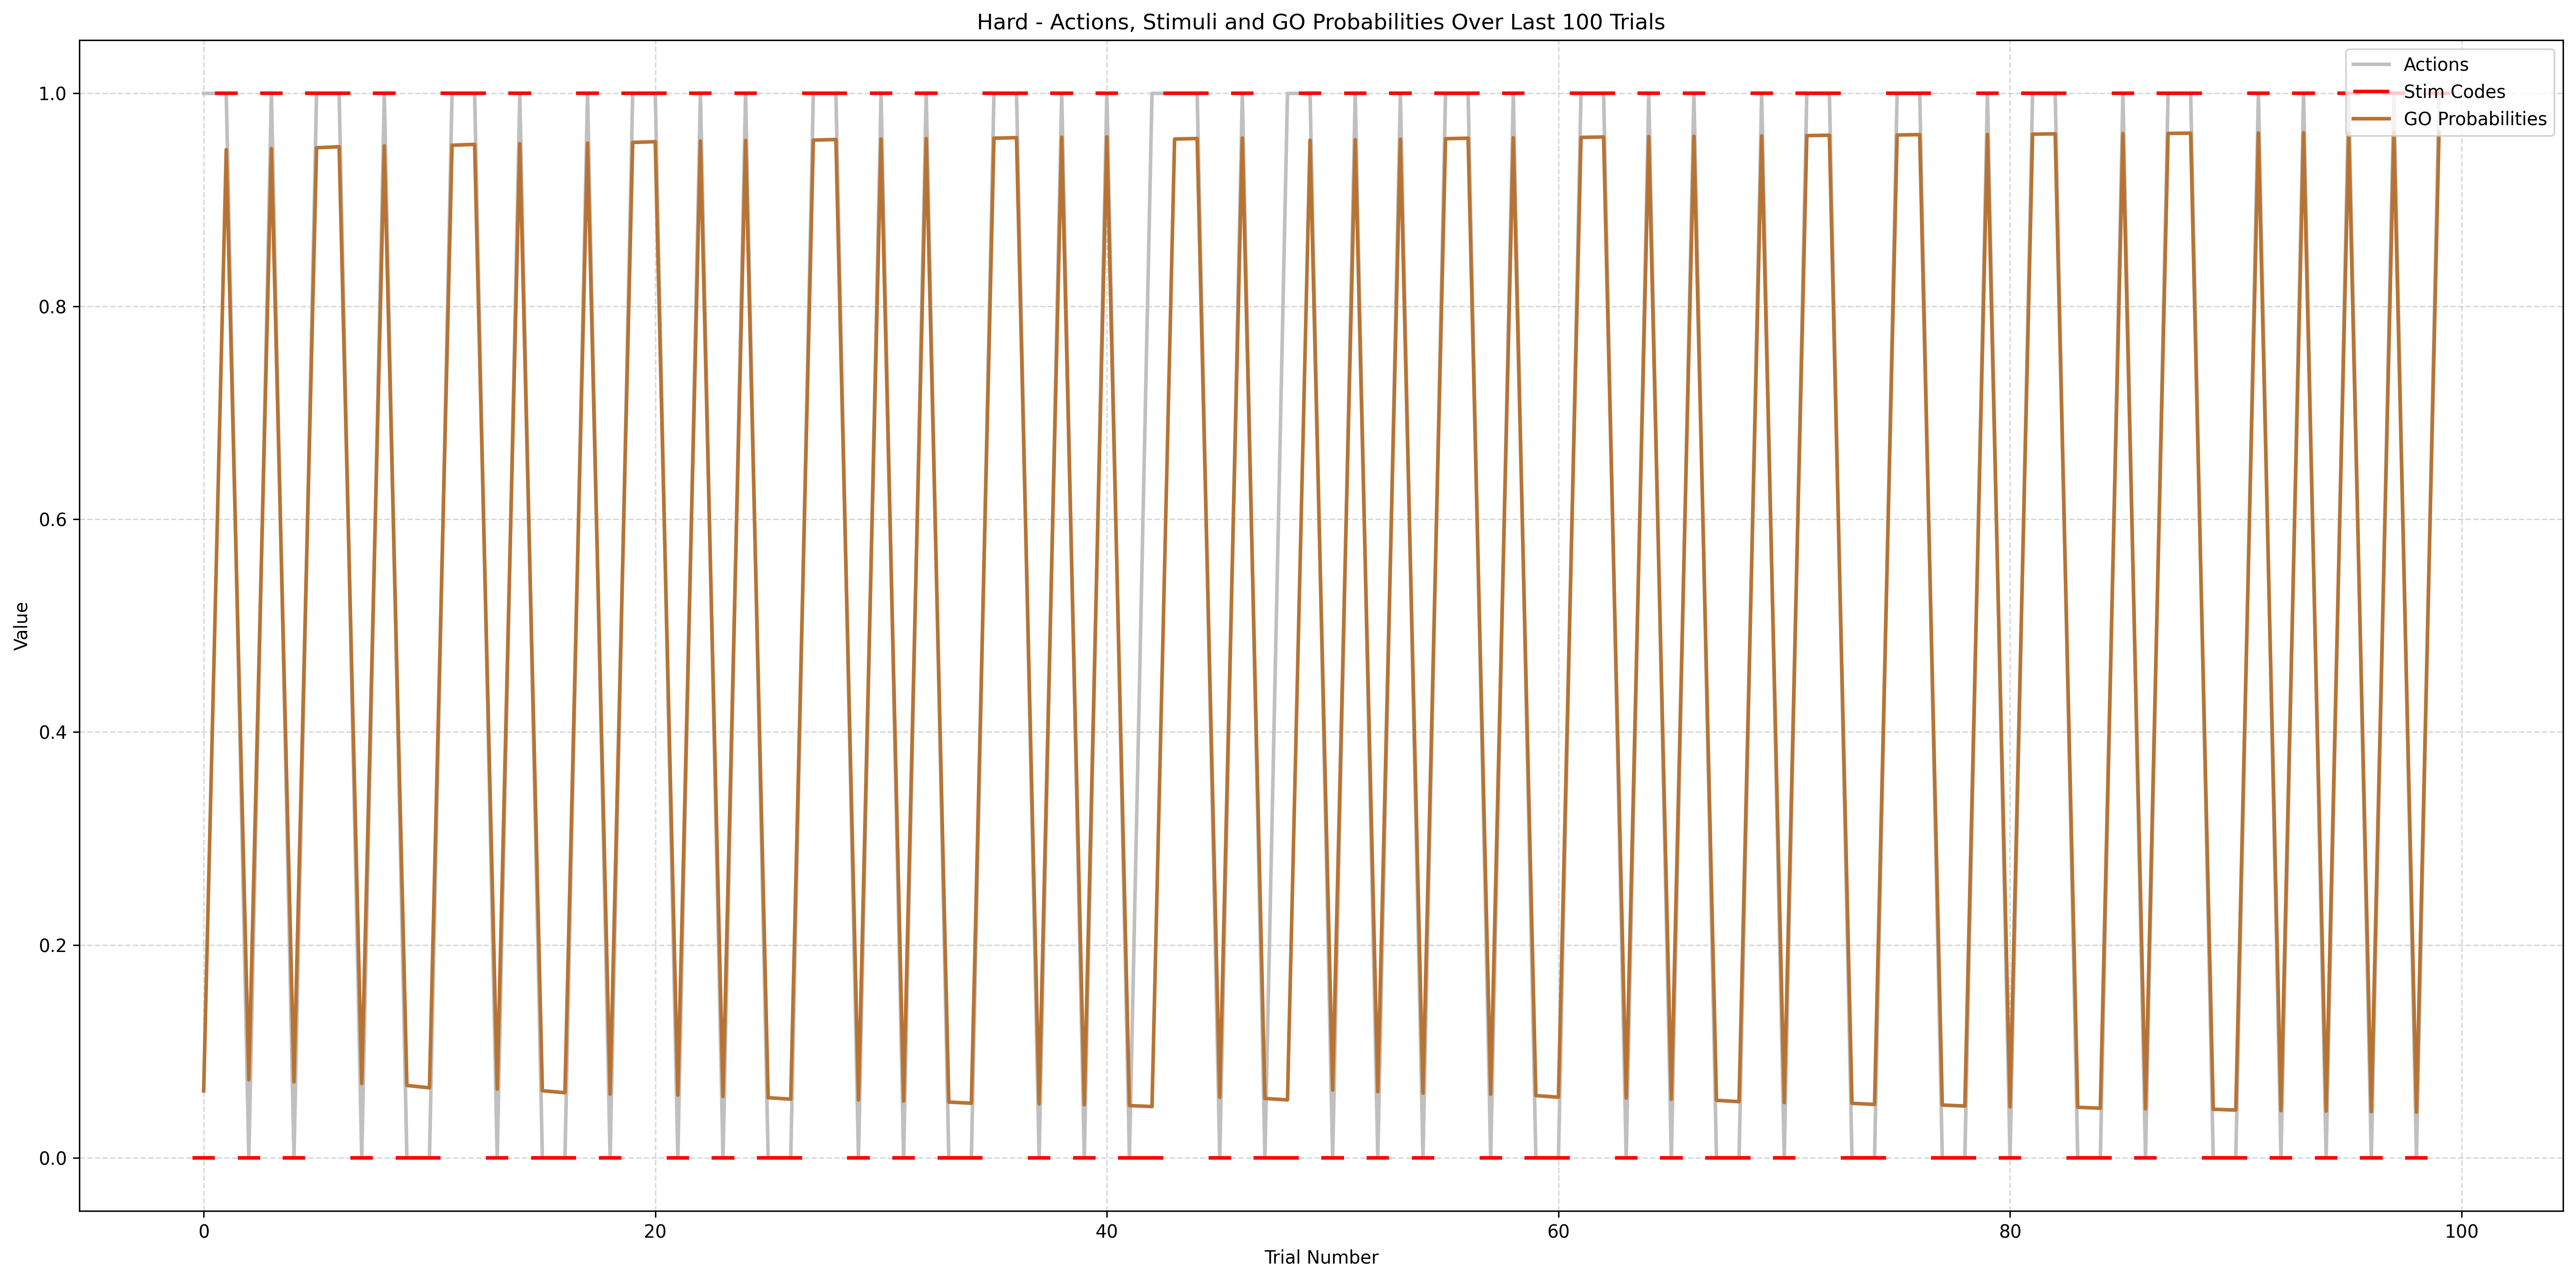 Hard - Actions, Stimuli and GO Probabilities Over Last 100 Trials
Actions
Stim Codes
GO Probabilities
1.0
0.8
0.6
0.4
0.2
0.0
Value
0 20 40 60 80 100
Trial Number